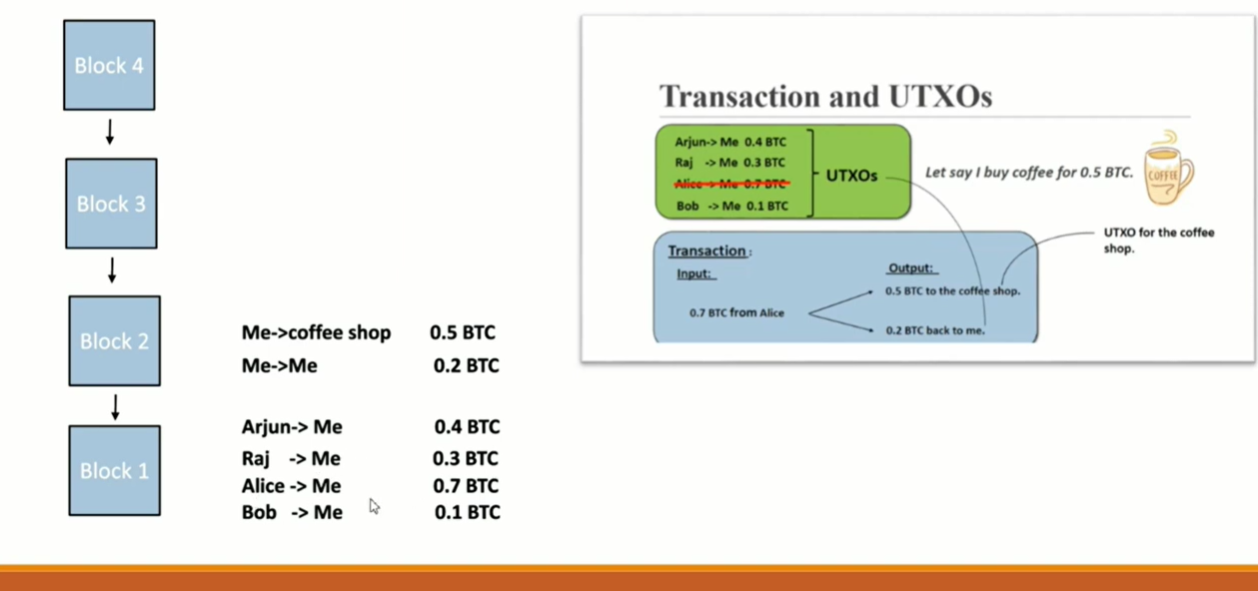 Block 4
Block 3
Block 2
Block 1
Me->coffee shop 0.5 BTC
Me->Me 0.2 BTC
Arjun-> Me 0.4 BTC
Raj -> Me 0.3 BTC
Alice -> Me 0.7 BTC
Bob -> Me 0.1 BTC
Transaction and UTXOs
Arjun-> Me 0.4 BTC
Raj -> Me 0.3 BTC
Alice -> Me 0.7 BTC
Bob -> Me 0.1 BTC
UTXOs
Let say I buy coffee for 0.5 BTC.
COFFEE
UTXO for the coffee
shop.
Transaction :
Input:
0.7 BTC from Alice
Output:
0.5 BTC to the coffee shop.
0.2 BTC back to me.